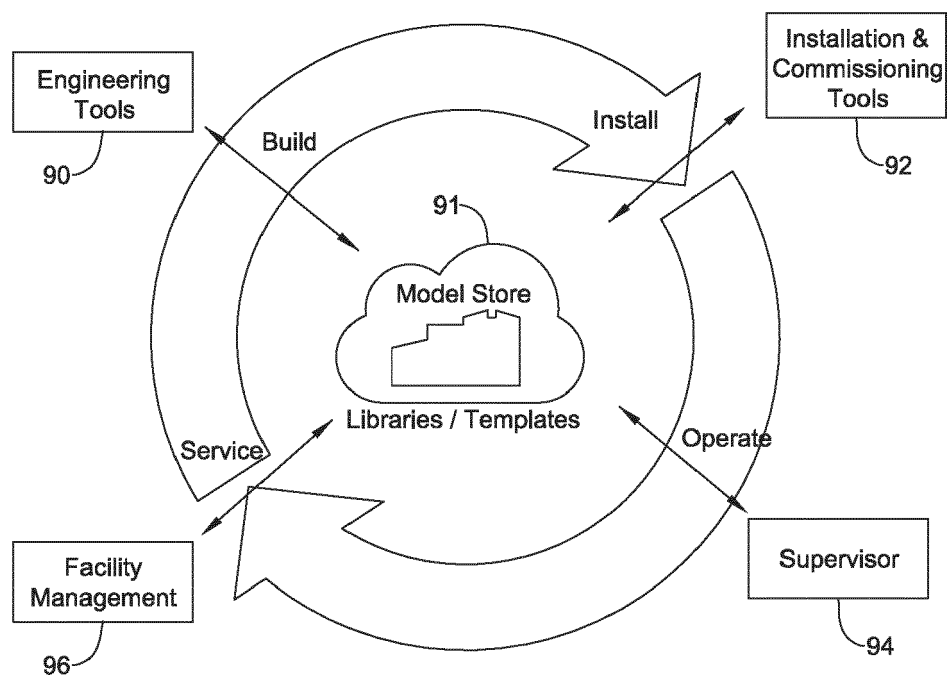 Engineering
Tools
90
Build
Install
Installation &
Commissioning
Tools
92
91
Model Store
Libraries / Templates
Service
Operate
Facility
Management
96
Supervisor
94